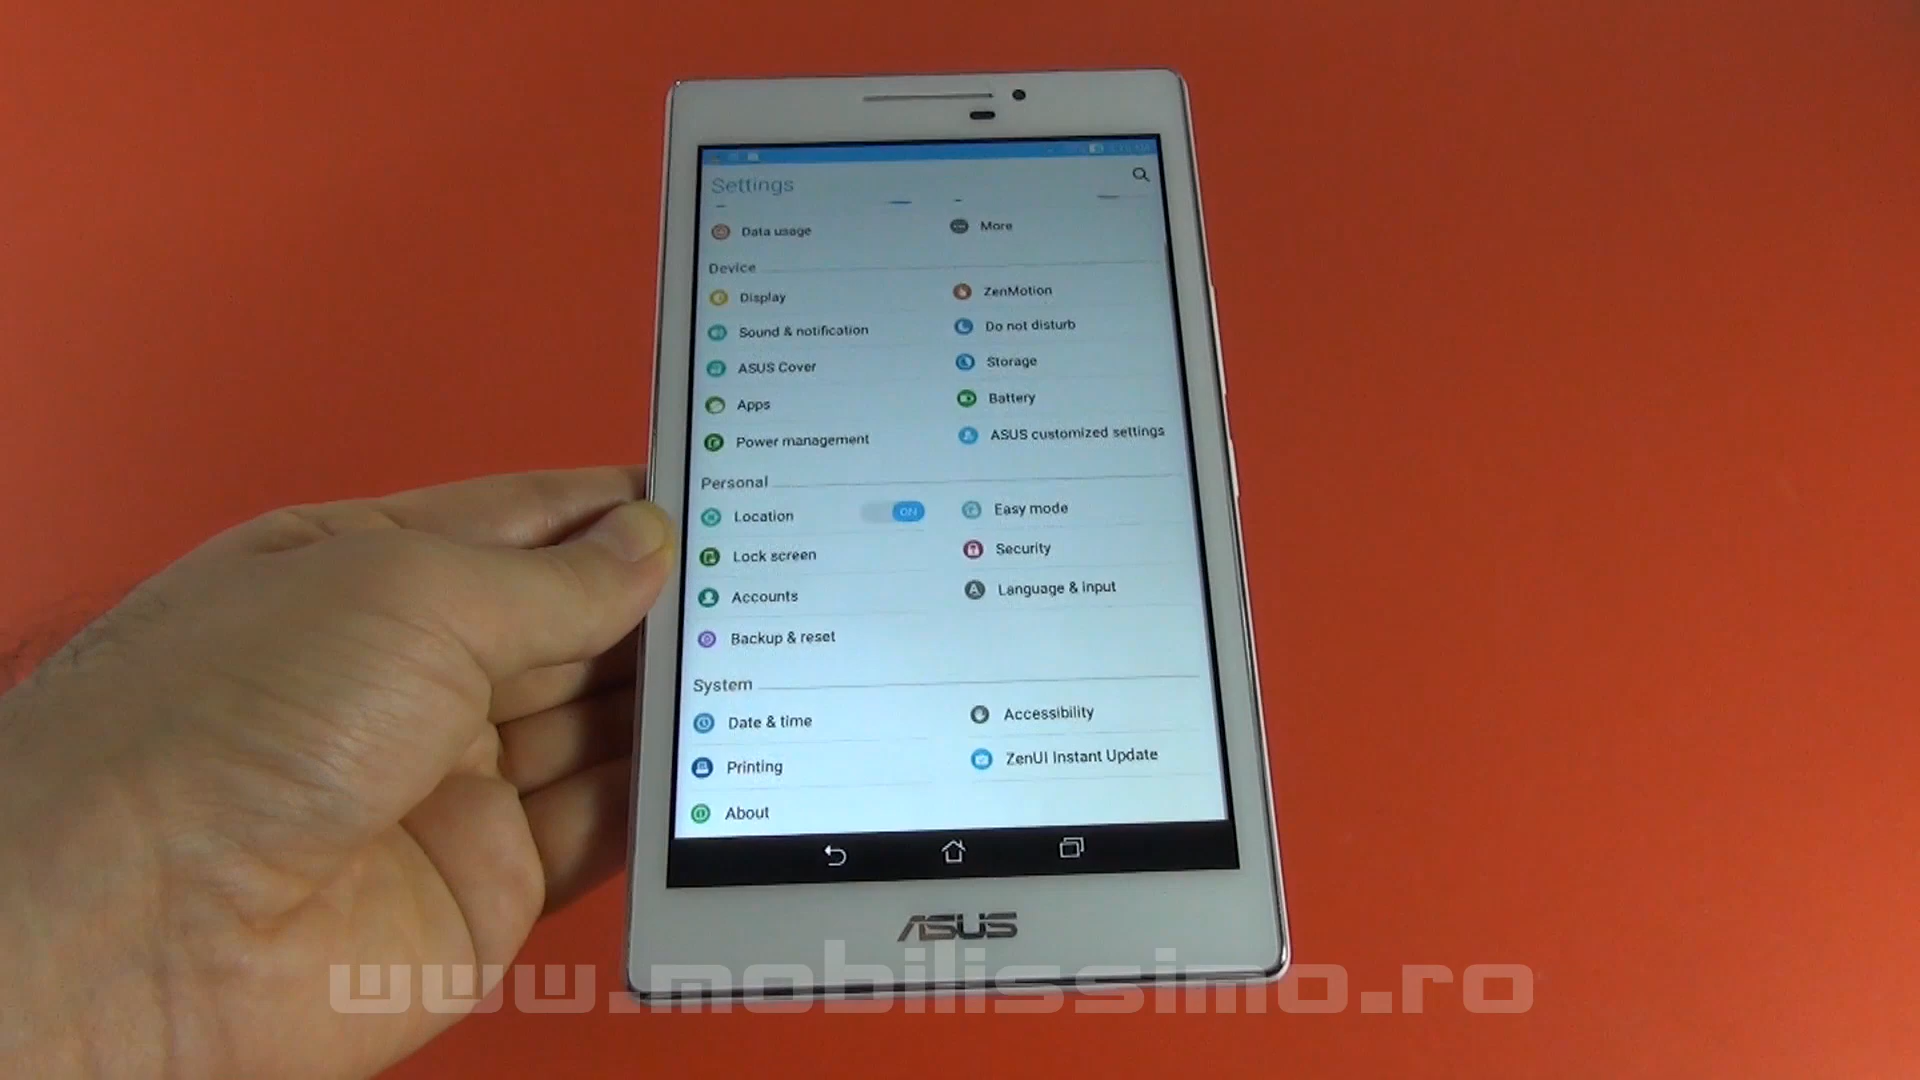 Settings
Data usage More
Device
Display ZenMotion
Sound & notification Do not disturb
ASUS Cover Storage
Apps Battery
Power management ASUS customized settings
Personal
Location ON Easy mode
Lock screen Security
Accounts Language & input
Backup & reset
System
Date & time Accessibility
Printing ZenUI Instant Update
About
ASUS
www.mobilissimo.ro